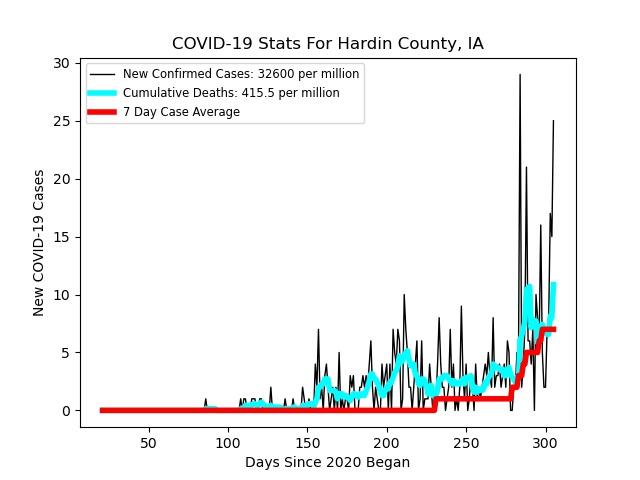 COVID-19 Stats For Hardin County, IA
New Confirmed Cases: 32600 per million
Cumulative Deaths: 415.5 per million
7 Day Case Average
30
25
20
15
10
5
0
New COVID-19 Cases
50 100 150 200 250 300
Days Since 2020 Began